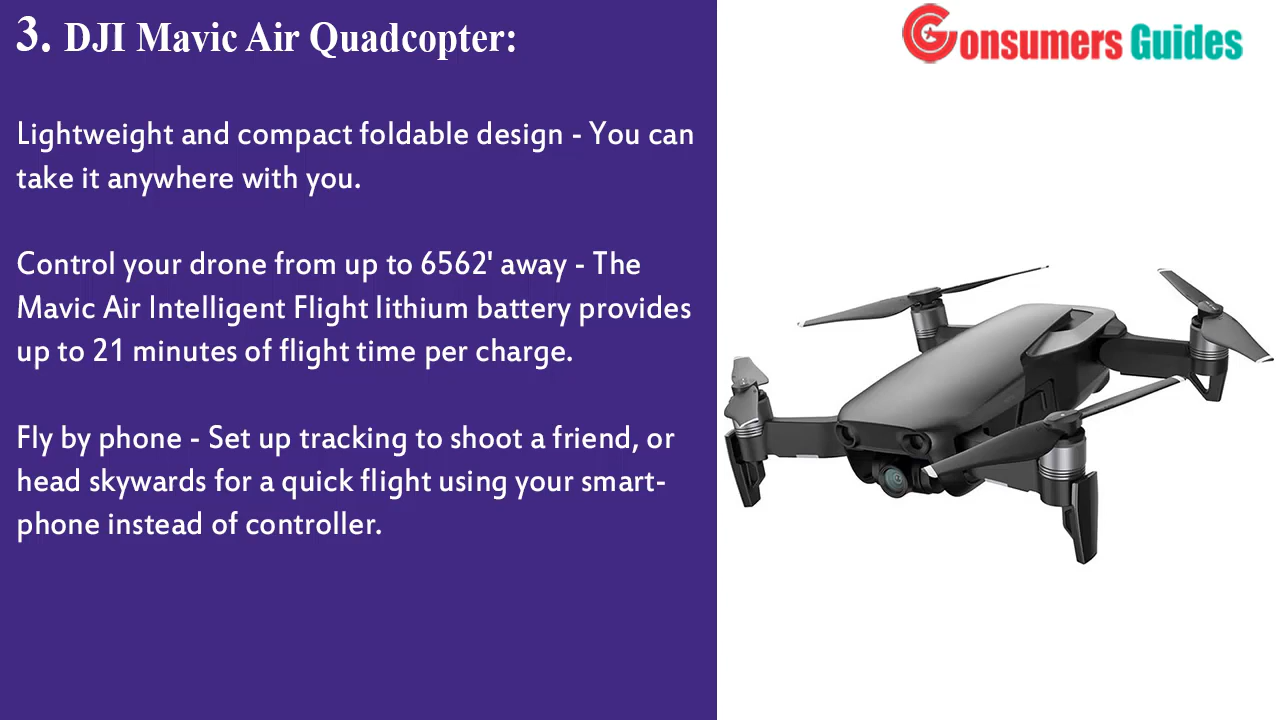 3. DJI Mavic Air Quadcopter:
Consumers Guides
Lightweight and compact foldable design - You can
take it anywhere with you.
Control your drone from up to 6562' away - The
Mavic Air Intelligent Flight lithium battery provides
up to 21 minutes of flight time per charge.
Fly by phone - Set up tracking to shoot a friend, or
head skywards for a quick flight using your smart-
phone instead of controller.